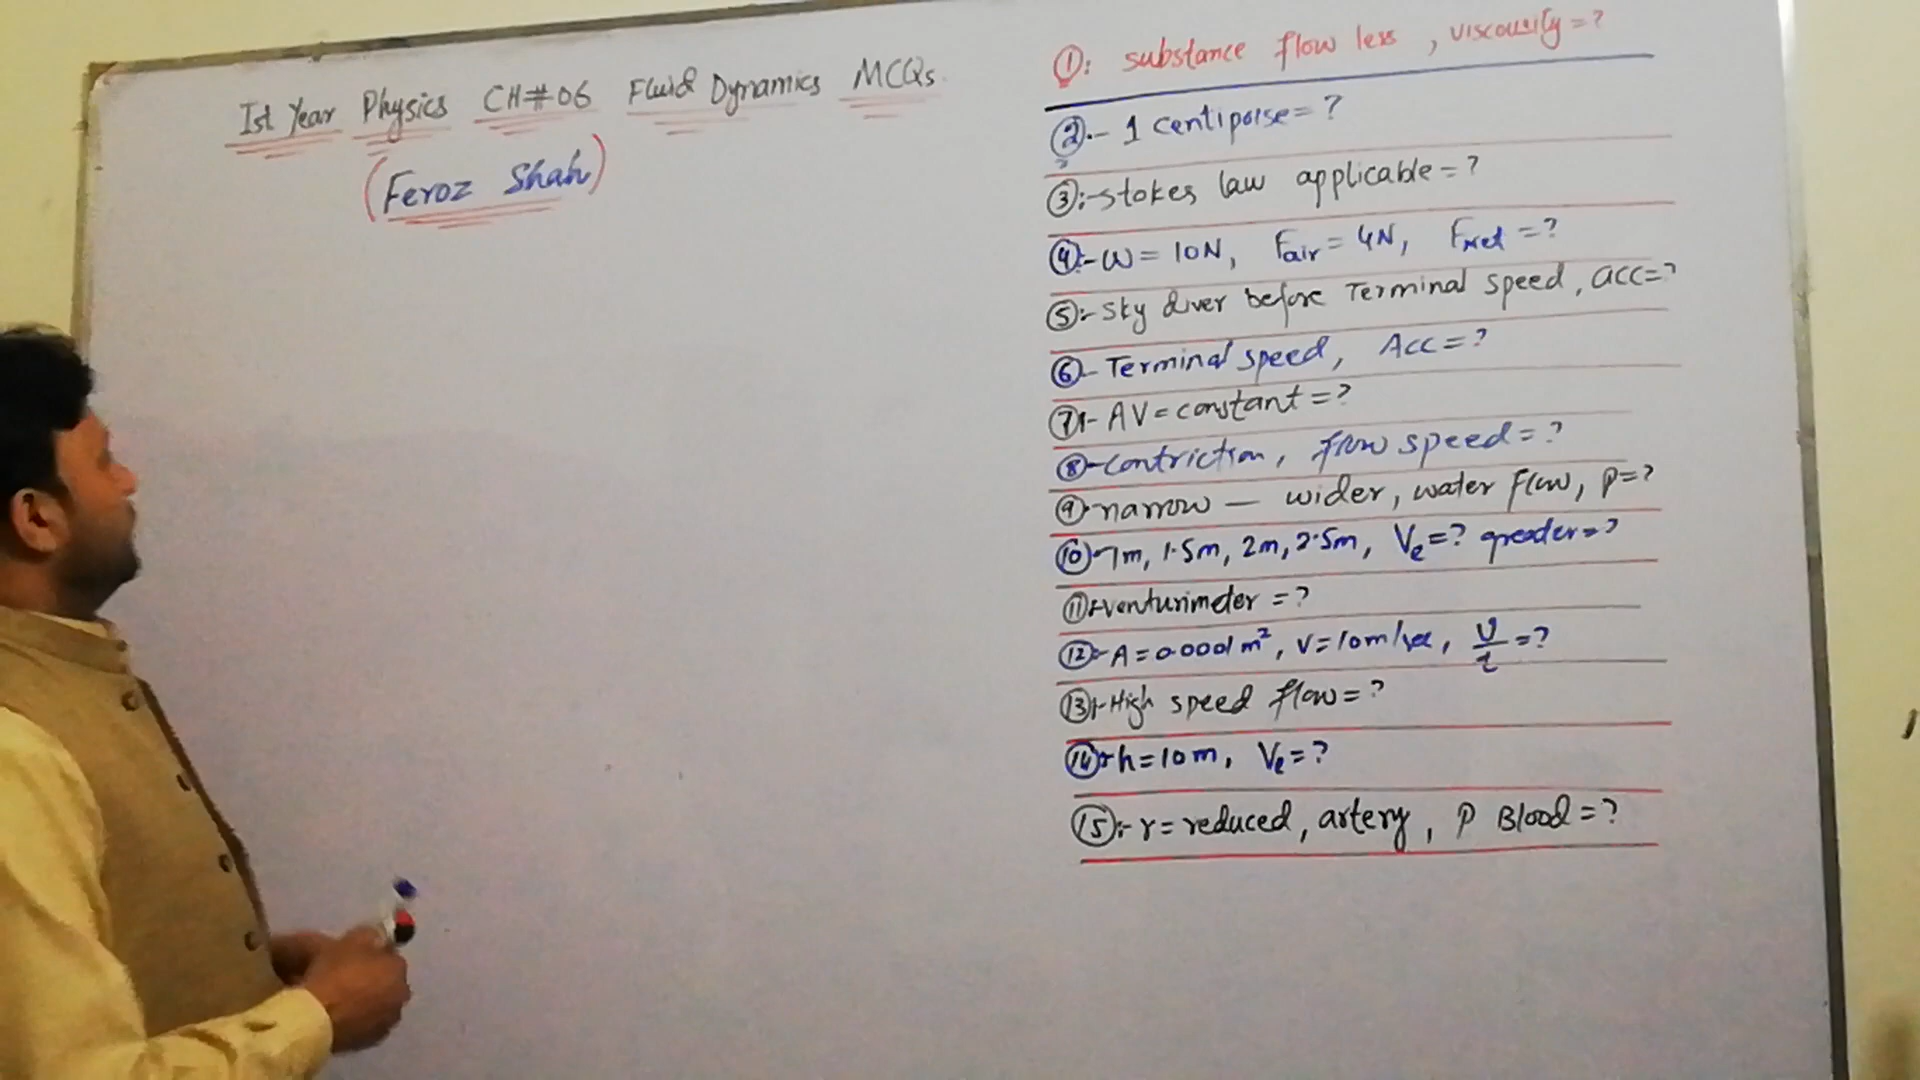 Ist Year Physics CH#06 Fluid Dynamics MCQs.
(Feroz Shah)
①: substance flow less, viscousity=?
②:- 1 centipoise=?
③:-stokes law applicable=?
④:-W=10N, Fair=4N, FNet=?
⑤:-Sky diver before Terminal speed, acc=?
⑥-Terminal speed, Acc=?
⑦:-AV=constant=?
⑧-contriction, flow speed=?
⑨-narrow — wider, water flow, P=?
⑩-1m, 1.5m, 2m, 2.5m, Ve=? greater=?
⑪:-venturimeter=?
⑫:-A=0.0001m², V=10m/sec, V/t=?
⑬:-High speed flow=?
⑭:-h=10m, Ve=?
⑮:-r=reduced, artery, P Blood=?